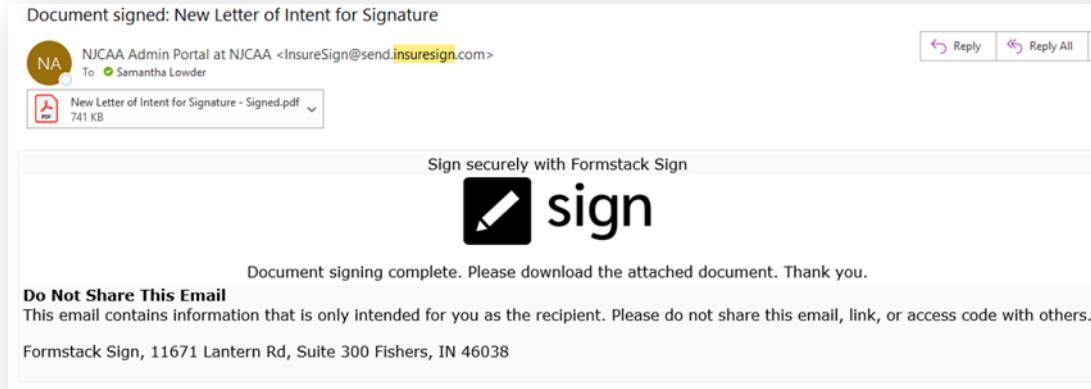 Document signed: New Letter of Intent for Signature
NA
NJCAA Admin Portal at NJCAA <InsureSign@send.insuresign.com>
To Samantha Lowder
Reply
Reply All
New Letter of Intent for Signature - Signed.pdf
741 KB
PDF
Sign securely with Formstack Sign
sign
Document signing complete. Please download the attached document. Thank you.
Do Not Share This Email
This email contains information that is only intended for you as the recipient. Please do not share this email, link, or access code with others.
Formstack Sign, 11671 Lantern Rd, Suite 300 Fishers, IN 46038